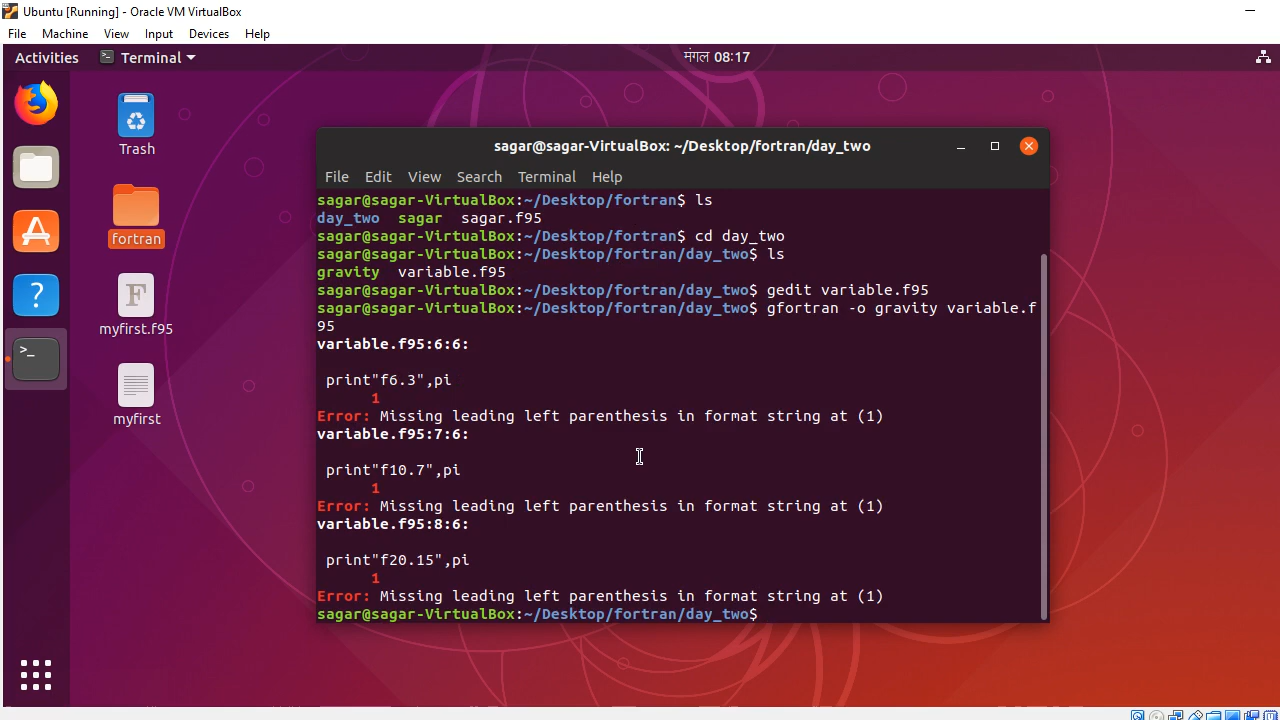 Ubuntu [Running] - Oracle VM VirtualBox
File Machine View Input Devices Help
Activities Terminal मंगल 08:17
Trash
fortran
myfirst.f95
myfirst
sagar@sagar-VirtualBox: ~/Desktop/fortran/day_two
File Edit View Search Terminal Help
sagar@sagar-VirtualBox:~/Desktop/fortran$ ls
day_two sagar sagar.f95
sagar@sagar-VirtualBox:~/Desktop/fortran$ cd day_two
sagar@sagar-VirtualBox:~/Desktop/fortran/day_two$ ls
gravity variable.f95
sagar@sagar-VirtualBox:~/Desktop/fortran/day_two$ gedit variable.f95
sagar@sagar-VirtualBox:~/Desktop/fortran/day_two$ gfortran -o gravity variable.f
95
variable.f95:6:6:
print"f6.3",pi
1
Error: Missing leading left parenthesis in format string at (1)
variable.f95:7:6:
print"f10.7",pi
1
Error: Missing leading left parenthesis in format string at (1)
variable.f95:8:6:
print"f20.15",pi
1
Error: Missing leading left parenthesis in format string at (1)
sagar@sagar-VirtualBox:~/Desktop/fortran/day_two$